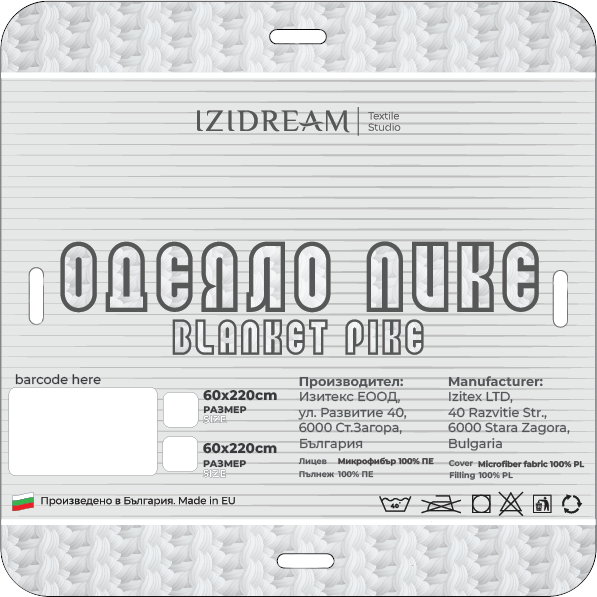 IZIDREAM Textile
Studio
ОДЕЯЛО ПИКЕ
BLANKET PIKE
barcode here
60x220cm
РАЗМЕР
SIZE
60x220cm
РАЗМЕР
SIZE
Производител:
Изитекс ЕООД,
ул. Развитие 40,
6000 Ст.Загора,
България
Лицев Микрофибър 100% ПЕ
Пълнеж 100% ПЕ
Manufacturer:
Izitex LTD,
40 Razvitie Str.,
6000 Stara Zagora,
Bulgaria
Cover Microfiber fabric 100% PL
Filling 100% PL
Произведено в България. Made in EU
40°